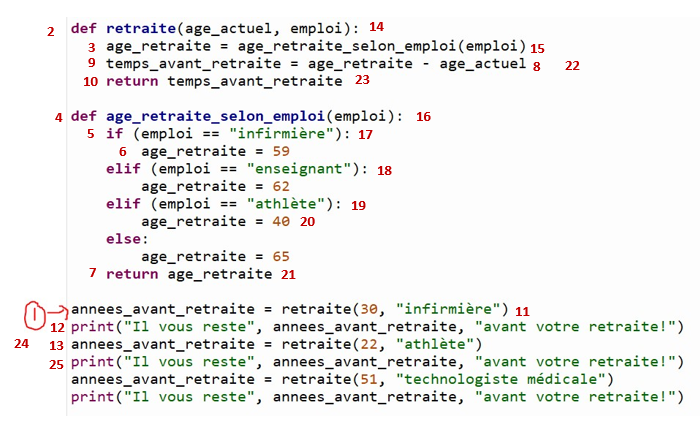 2 def retraite(age_actuel, emploi): 14
3 age_retraite = age_retraite_selon_emploi(emploi) 15
9 temps_avant_retraite = age_retraite - age_actuel 8 22
10 return temps_avant_retraite 23
4 def age_retraite_selon_emploi(emploi): 16
5 if (emploi == "infirmière"): 17
6 age_retraite = 59
elif (emploi == "enseignant"): 18
age_retraite = 62
elif (emploi == "athlète"): 19
age_retraite = 40 20
else:
age_retraite = 65
7 return age_retraite 21
1 annees_avant_retraite = retraite(30, "infirmière") 11
12 print("Il vous reste", annees_avant_retraite, "avant votre retraite!")
24 13 annees_avant_retraite = retraite(22, "athlète")
25 print("Il vous reste", annees_avant_retraite, "avant votre retraite!")
annees_avant_retraite = retraite(51, "technologiste médicale")
print("Il vous reste", annees_avant_retraite, "avant votre retraite!")